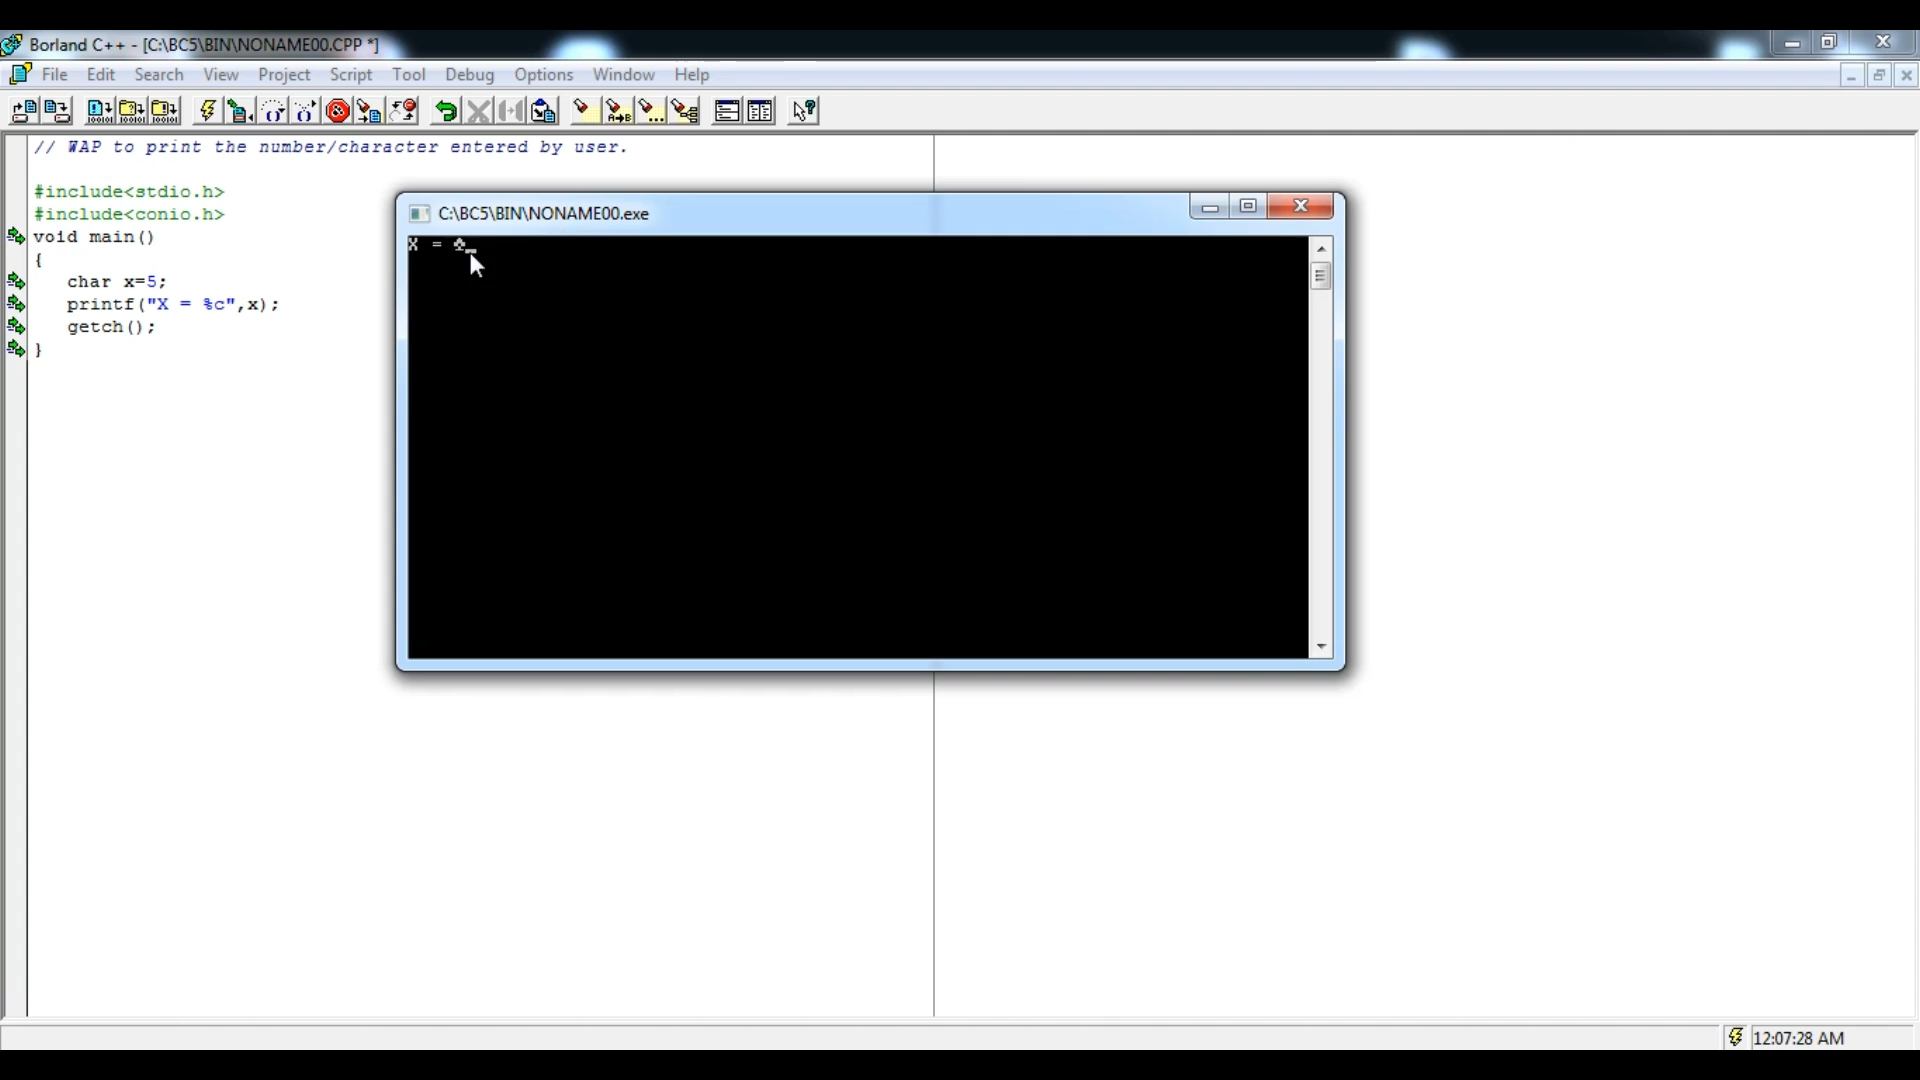 Borland C++ - [C:\BC5\BIN\NONAME00.CPP *]
File Edit Search View Project Script Tool Debug Options Window Help
// WAP to print the number/character entered by user.
#include<stdio.h>
#include<conio.h>
void main()
{
char x=5;
printf("X = %c",x);
getch();
}
C:\BC5\BIN\NONAME00.exe
X = ♣_
12:07:28 AM